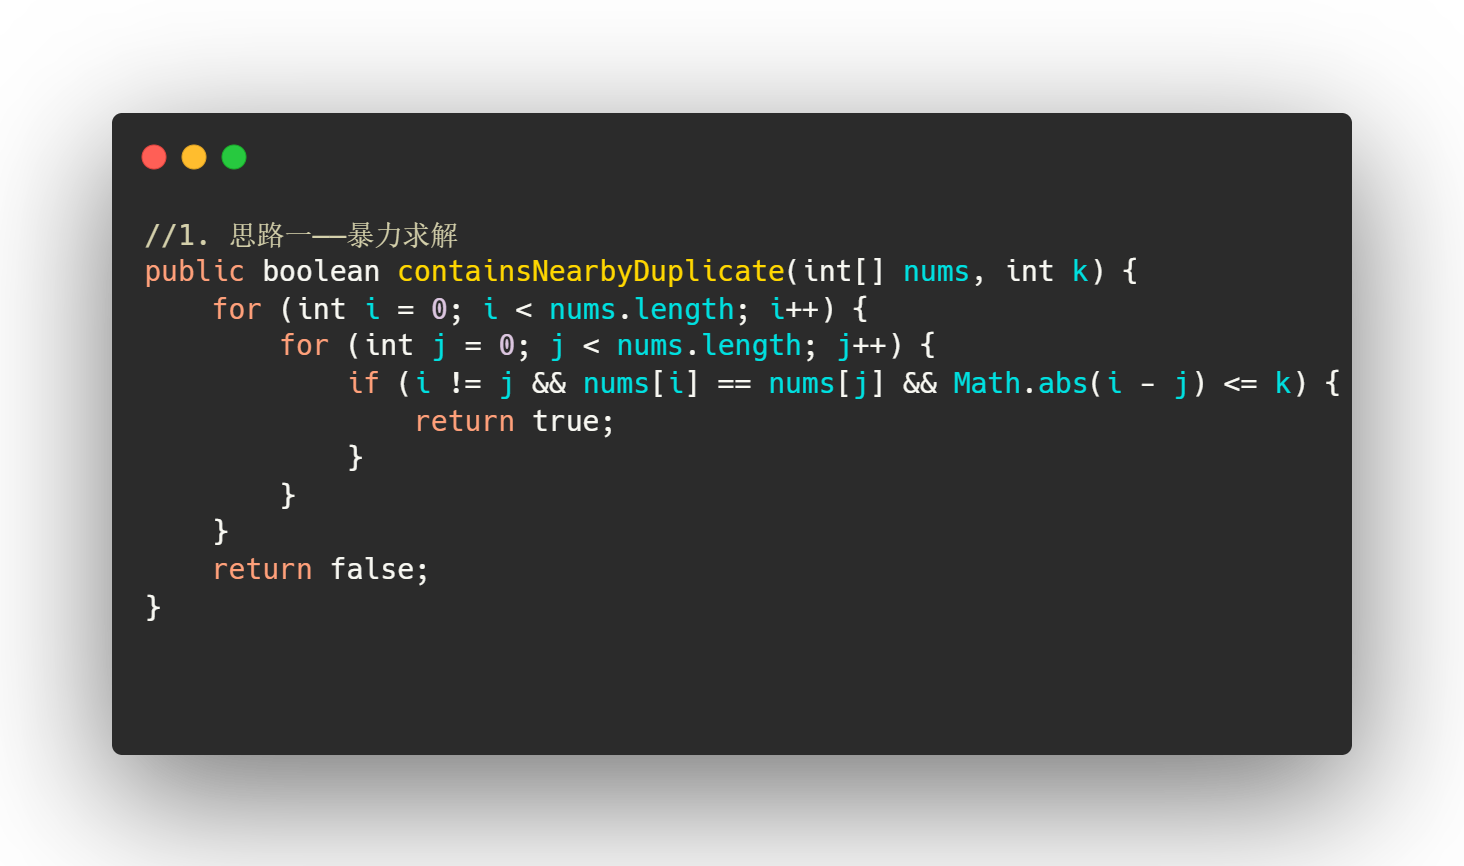 //1. 思路一——暴力求解
public boolean containsNearbyDuplicate(int[] nums, int k) {
    for (int i = 0; i < nums.length; i++) {
        for (int j = 0; j < nums.length; j++) {
            if (i != j && nums[i] == nums[j] && Math.abs(i - j) <= k) {
                return true;
            }
        }
    }
    return false;
}